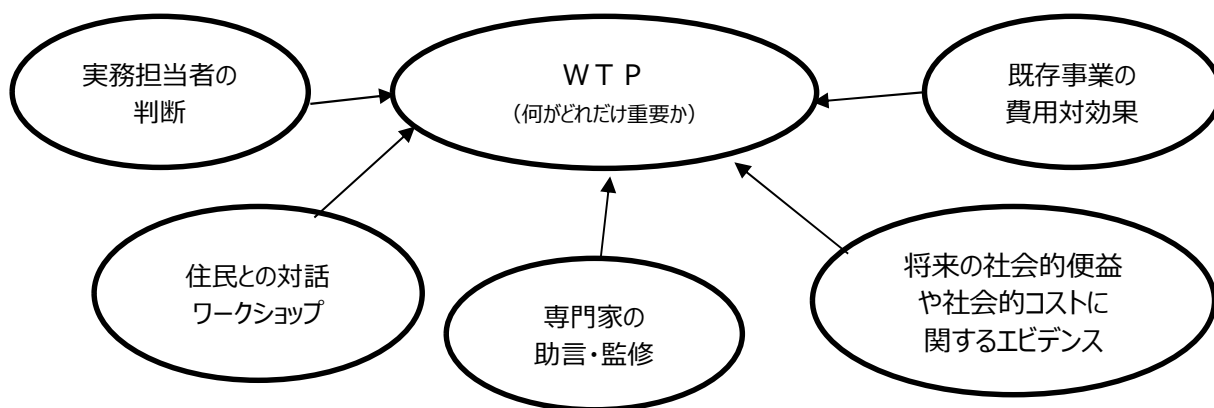 実務担当者の
判断
ＷＴＰ
（何がどれだけ重要か）
既存事業の
費用対効果
住民との対話
ワークショップ
専門家の
助言・監修
将来の社会的便益
や社会的コストに
関するエビデンス